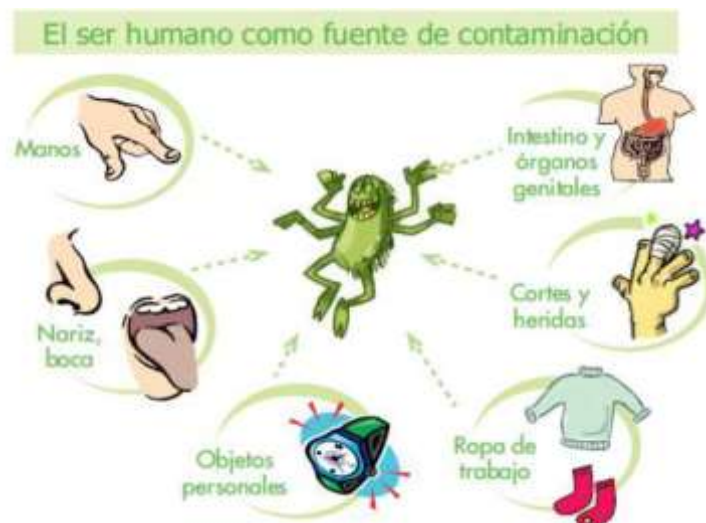 El ser humano como fuente de contaminación
Manos
Intestino y
órganos
genitales
Nariz,
boca
Cortes y
heridas
Objetos
personales
Ropa de
trabajo